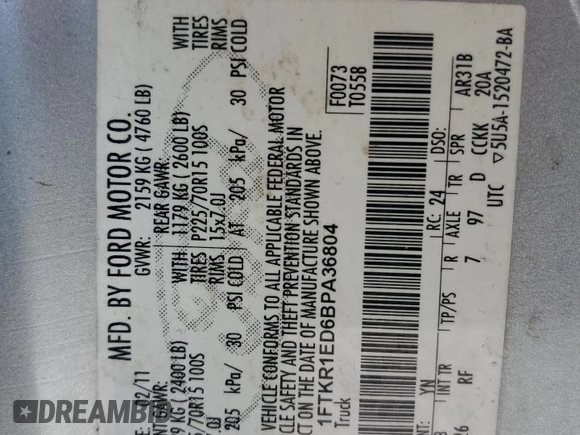 MFD. BY FORD MOTOR CO.
02/11 GVWR: 2159 KG ( 4760 LB)
GAWR: REAR GAWR: WITH
KG ( 2400 LB) WITH 1179 KG ( 2600 LB) TIRES
/70R15 100S TIRES P225/70R15 100S RIMS
RIMS 15x7.0J
205 kPa/ 30 PSI COLD AT 205 kPa/ 30 PSI COLD
VEHICLE CONFORMS TO ALL APPLICABLE FEDERAL MOTOR
CLE SAFETY AND THEFT PREVENTION STANDARDS IN
CT ON THE DATE OF MANUFACTURE SHOWN ABOVE.
1FTKR1ED6BPA36804
Truck
F0073
T0558
RC: 24 DSO:
YN
INT TR TP/PS R AXLE TR SPR AR31B
RF 7 97 D CCKK 20A
UTC ▽5U5A-1520472-BA
DREAMBID